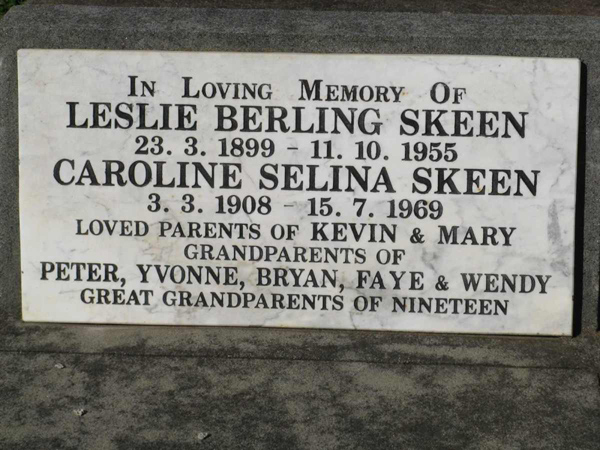 IN LOVING MEMORY OF
LESLIE BERLING SKEEN
23. 3. 1899 - 11. 10. 1955
CAROLINE SELINA SKEEN
3. 3. 1908 - 15. 7. 1969
LOVED PARENTS OF KEVIN & MARY
GRANDPARENTS OF
PETER, YVONNE, BRYAN, FAYE & WENDY
GREAT GRANDPARENTS OF NINETEEN